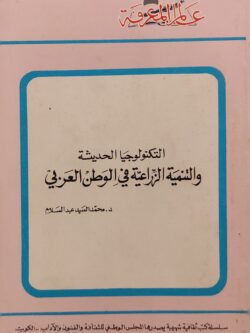 عالم المعرفة
التكنولوجيا الحديثة
والتنمية الزراعية في الوطن العربي
د. محمد السيد عبد السلام
سلسلة كتب ثقافية شهرية يصدرها المجلس الوطني للثقافة والفنون والآداب - الكويت